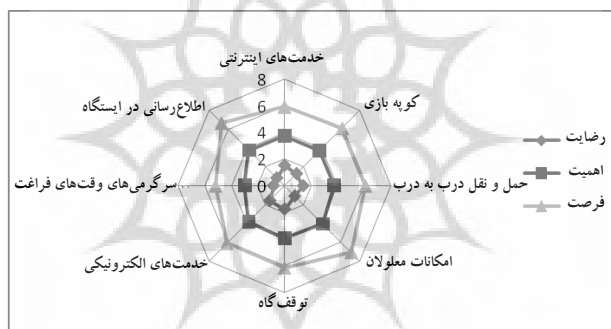 خدمت‌های اینترنتی
کوپه بازی
حمل و نقل درب به درب
امکانات معلولان
توقف‌گاه
خدمت‌های الکترونیکی
سرگرمی‌های وقت‌های فراغت...
اطلاع‌رسانی در ایستگاه
8
6
4
2
0
رضایت
اهمیت
فرصت